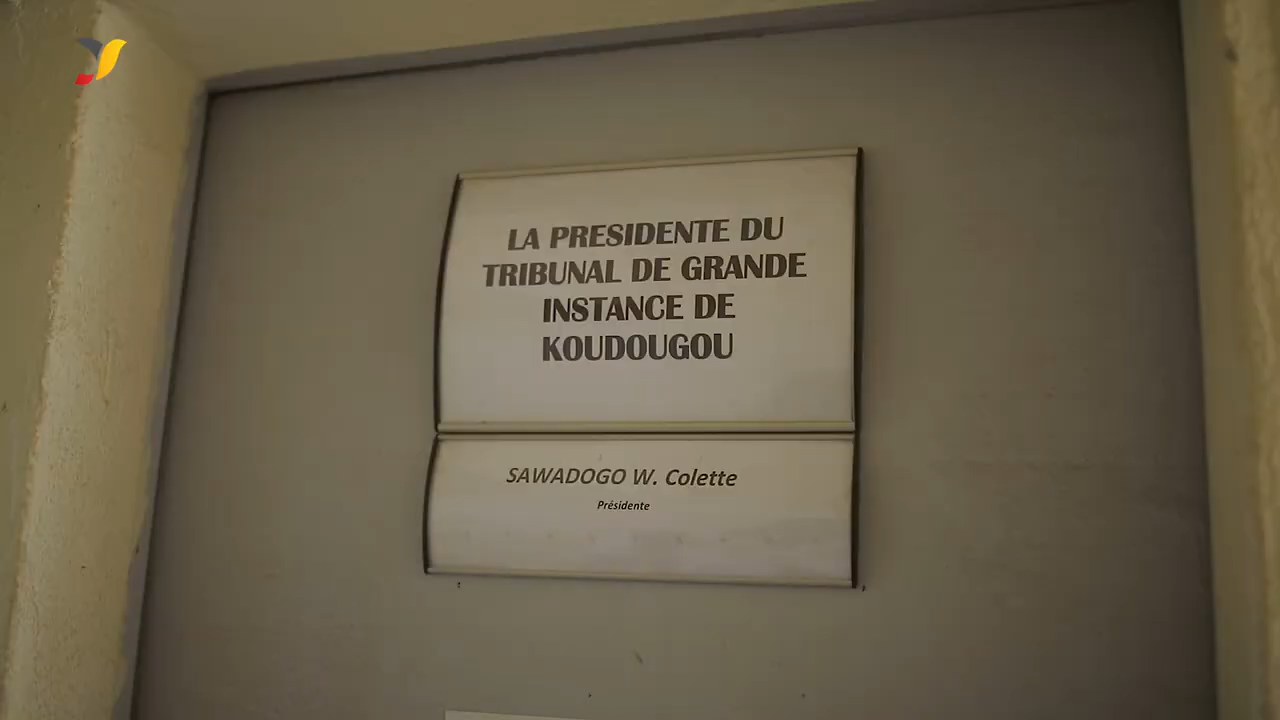 LA PRESIDENTE DU
TRIBUNAL DE GRANDE
INSTANCE DE
KOUDOUGOU
SAWADOGO W. Colette
Présidente